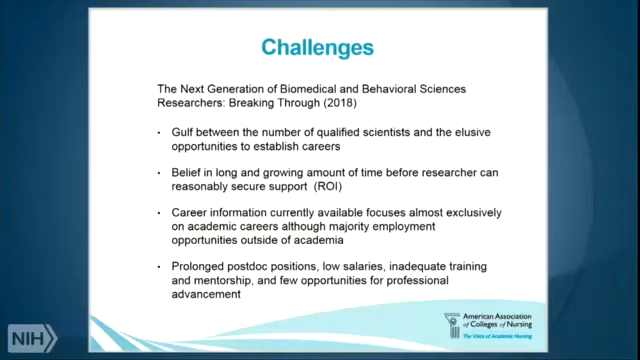 Challenges
The Next Generation of Biomedical and Behavioral Sciences
Researchers: Breaking Through (2018)
• Gulf between the number of qualified scientists and the elusive
opportunities to establish careers
• Belief in long and growing amount of time before researcher can
reasonably secure support (ROI)
• Career information currently available focuses almost exclusively
on academic careers although majority employment
opportunities outside of academia
• Prolonged postdoc positions, low salaries, inadequate training
and mentorship, and few opportunities for professional
advancement
American Association
of Colleges of Nursing
The Voice of Academic Nursing
NIH